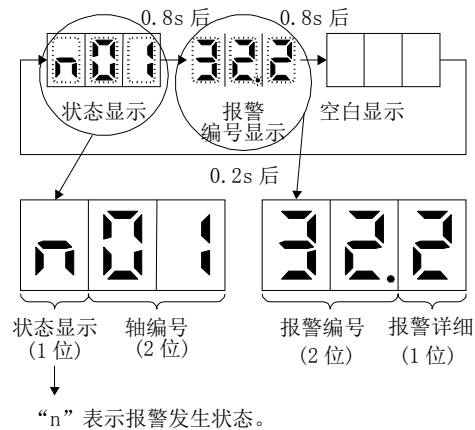 0.8s 后 0.8s 后
n01 32.2
状态显示 报警 空白显示
编号显示
0.2s 后
n01 32.2
状态显示 轴编号 报警编号 报警详细
(1 位) (2 位) (2 位) (1 位)
“n”表示报警发生状态。